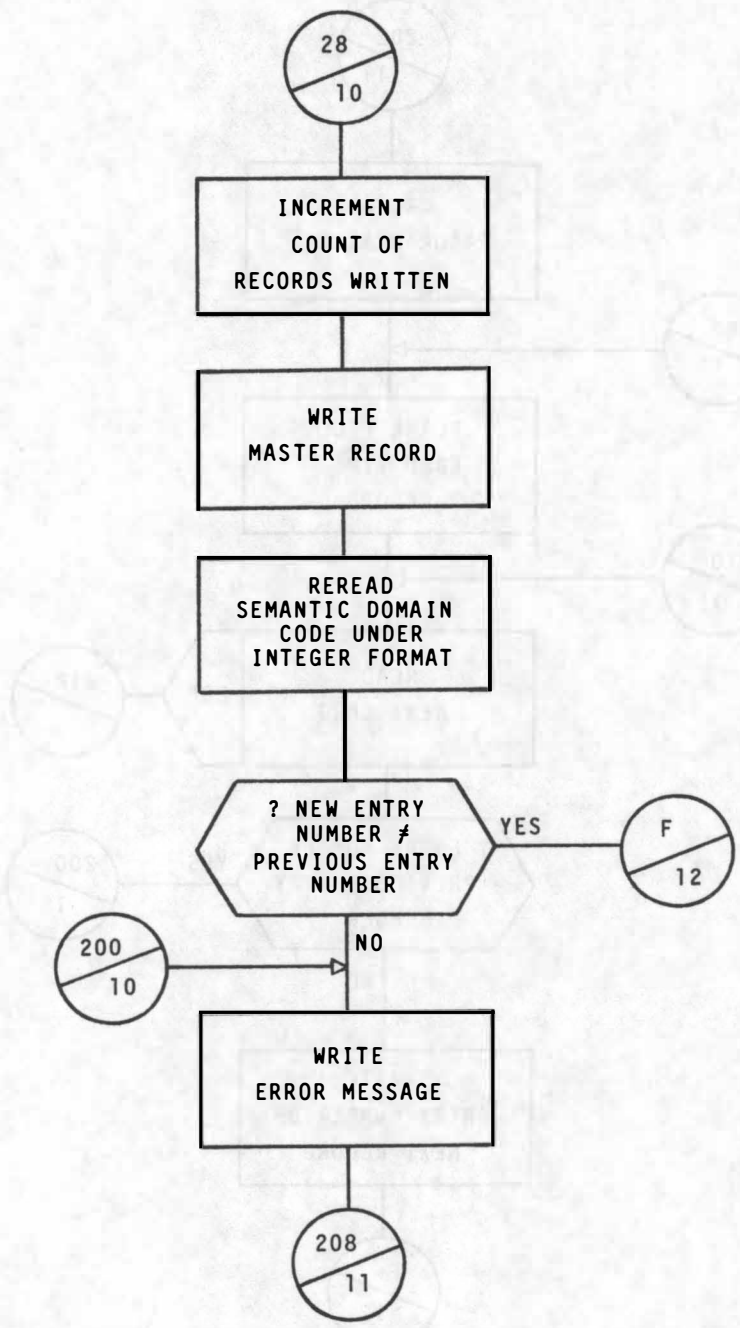 28
10
INCREMENT
COUNT OF
RECORDS WRITTEN
WRITE
MASTER RECORD
REREAD
SEMANTIC DOMAIN
CODE UNDER
INTEGER FORMAT
? NEW ENTRY
NUMBER ≠
PREVIOUS ENTRY
NUMBER
YES
F
12
NO
200
10
WRITE
ERROR MESSAGE
208
11